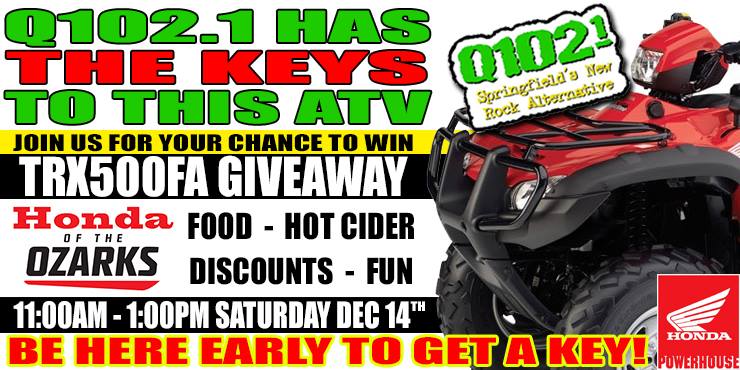 Q102.1 HAS
THE KEYS
TO THIS ATV
Q1021
Springfield's New
Rock Alternative
JOIN US FOR YOUR CHANCE TO WIN
TRX500FA GIVEAWAY
Honda
OF THE
OZARKS
FOOD - HOT CIDER
DISCOUNTS - FUN
11:00AM - 1:00PM SATURDAY DEC 14TH
BE HERE EARLY TO GET A KEY!
HONDA
POWERHOUSE